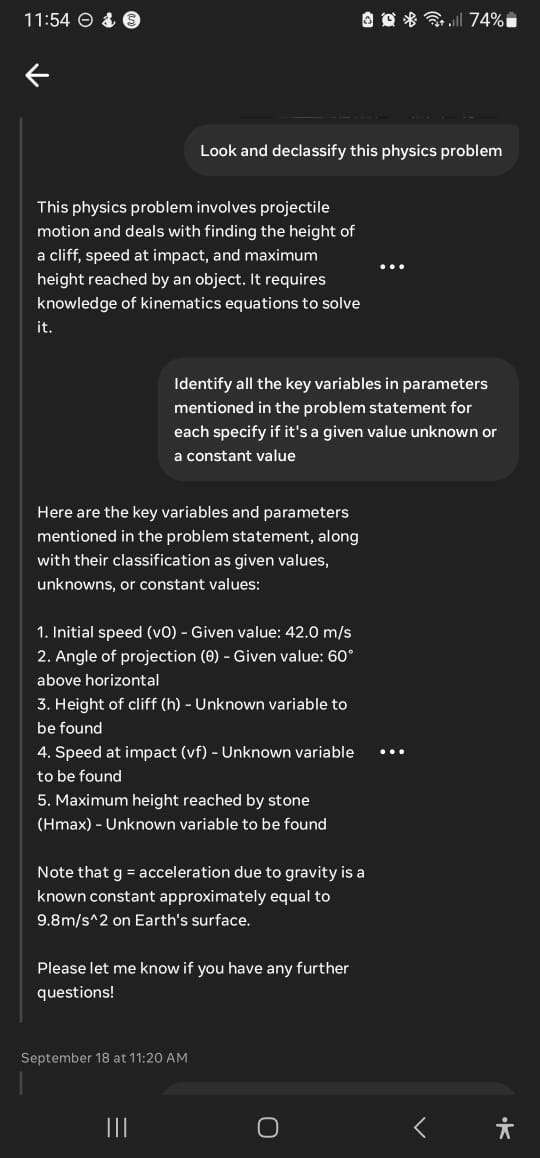 11:54 74%
Look and declassify this physics problem
This physics problem involves projectile
motion and deals with finding the height of
a cliff, speed at impact, and maximum
height reached by an object. It requires
knowledge of kinematics equations to solve
it.
Identify all the key variables in parameters
mentioned in the problem statement for
each specify if it's a given value unknown or
a constant value
Here are the key variables and parameters
mentioned in the problem statement, along
with their classification as given values,
unknowns, or constant values:
1. Initial speed (v0) - Given value: 42.0 m/s
2. Angle of projection (θ) - Given value: 60°
above horizontal
3. Height of cliff (h) - Unknown variable to
be found
4. Speed at impact (vf) - Unknown variable
to be found
5. Maximum height reached by stone
(Hmax) - Unknown variable to be found
Note that g = acceleration due to gravity is a
known constant approximately equal to
9.8m/s^2 on Earth's surface.
Please let me know if you have any further
questions!
September 18 at 11:20 AM